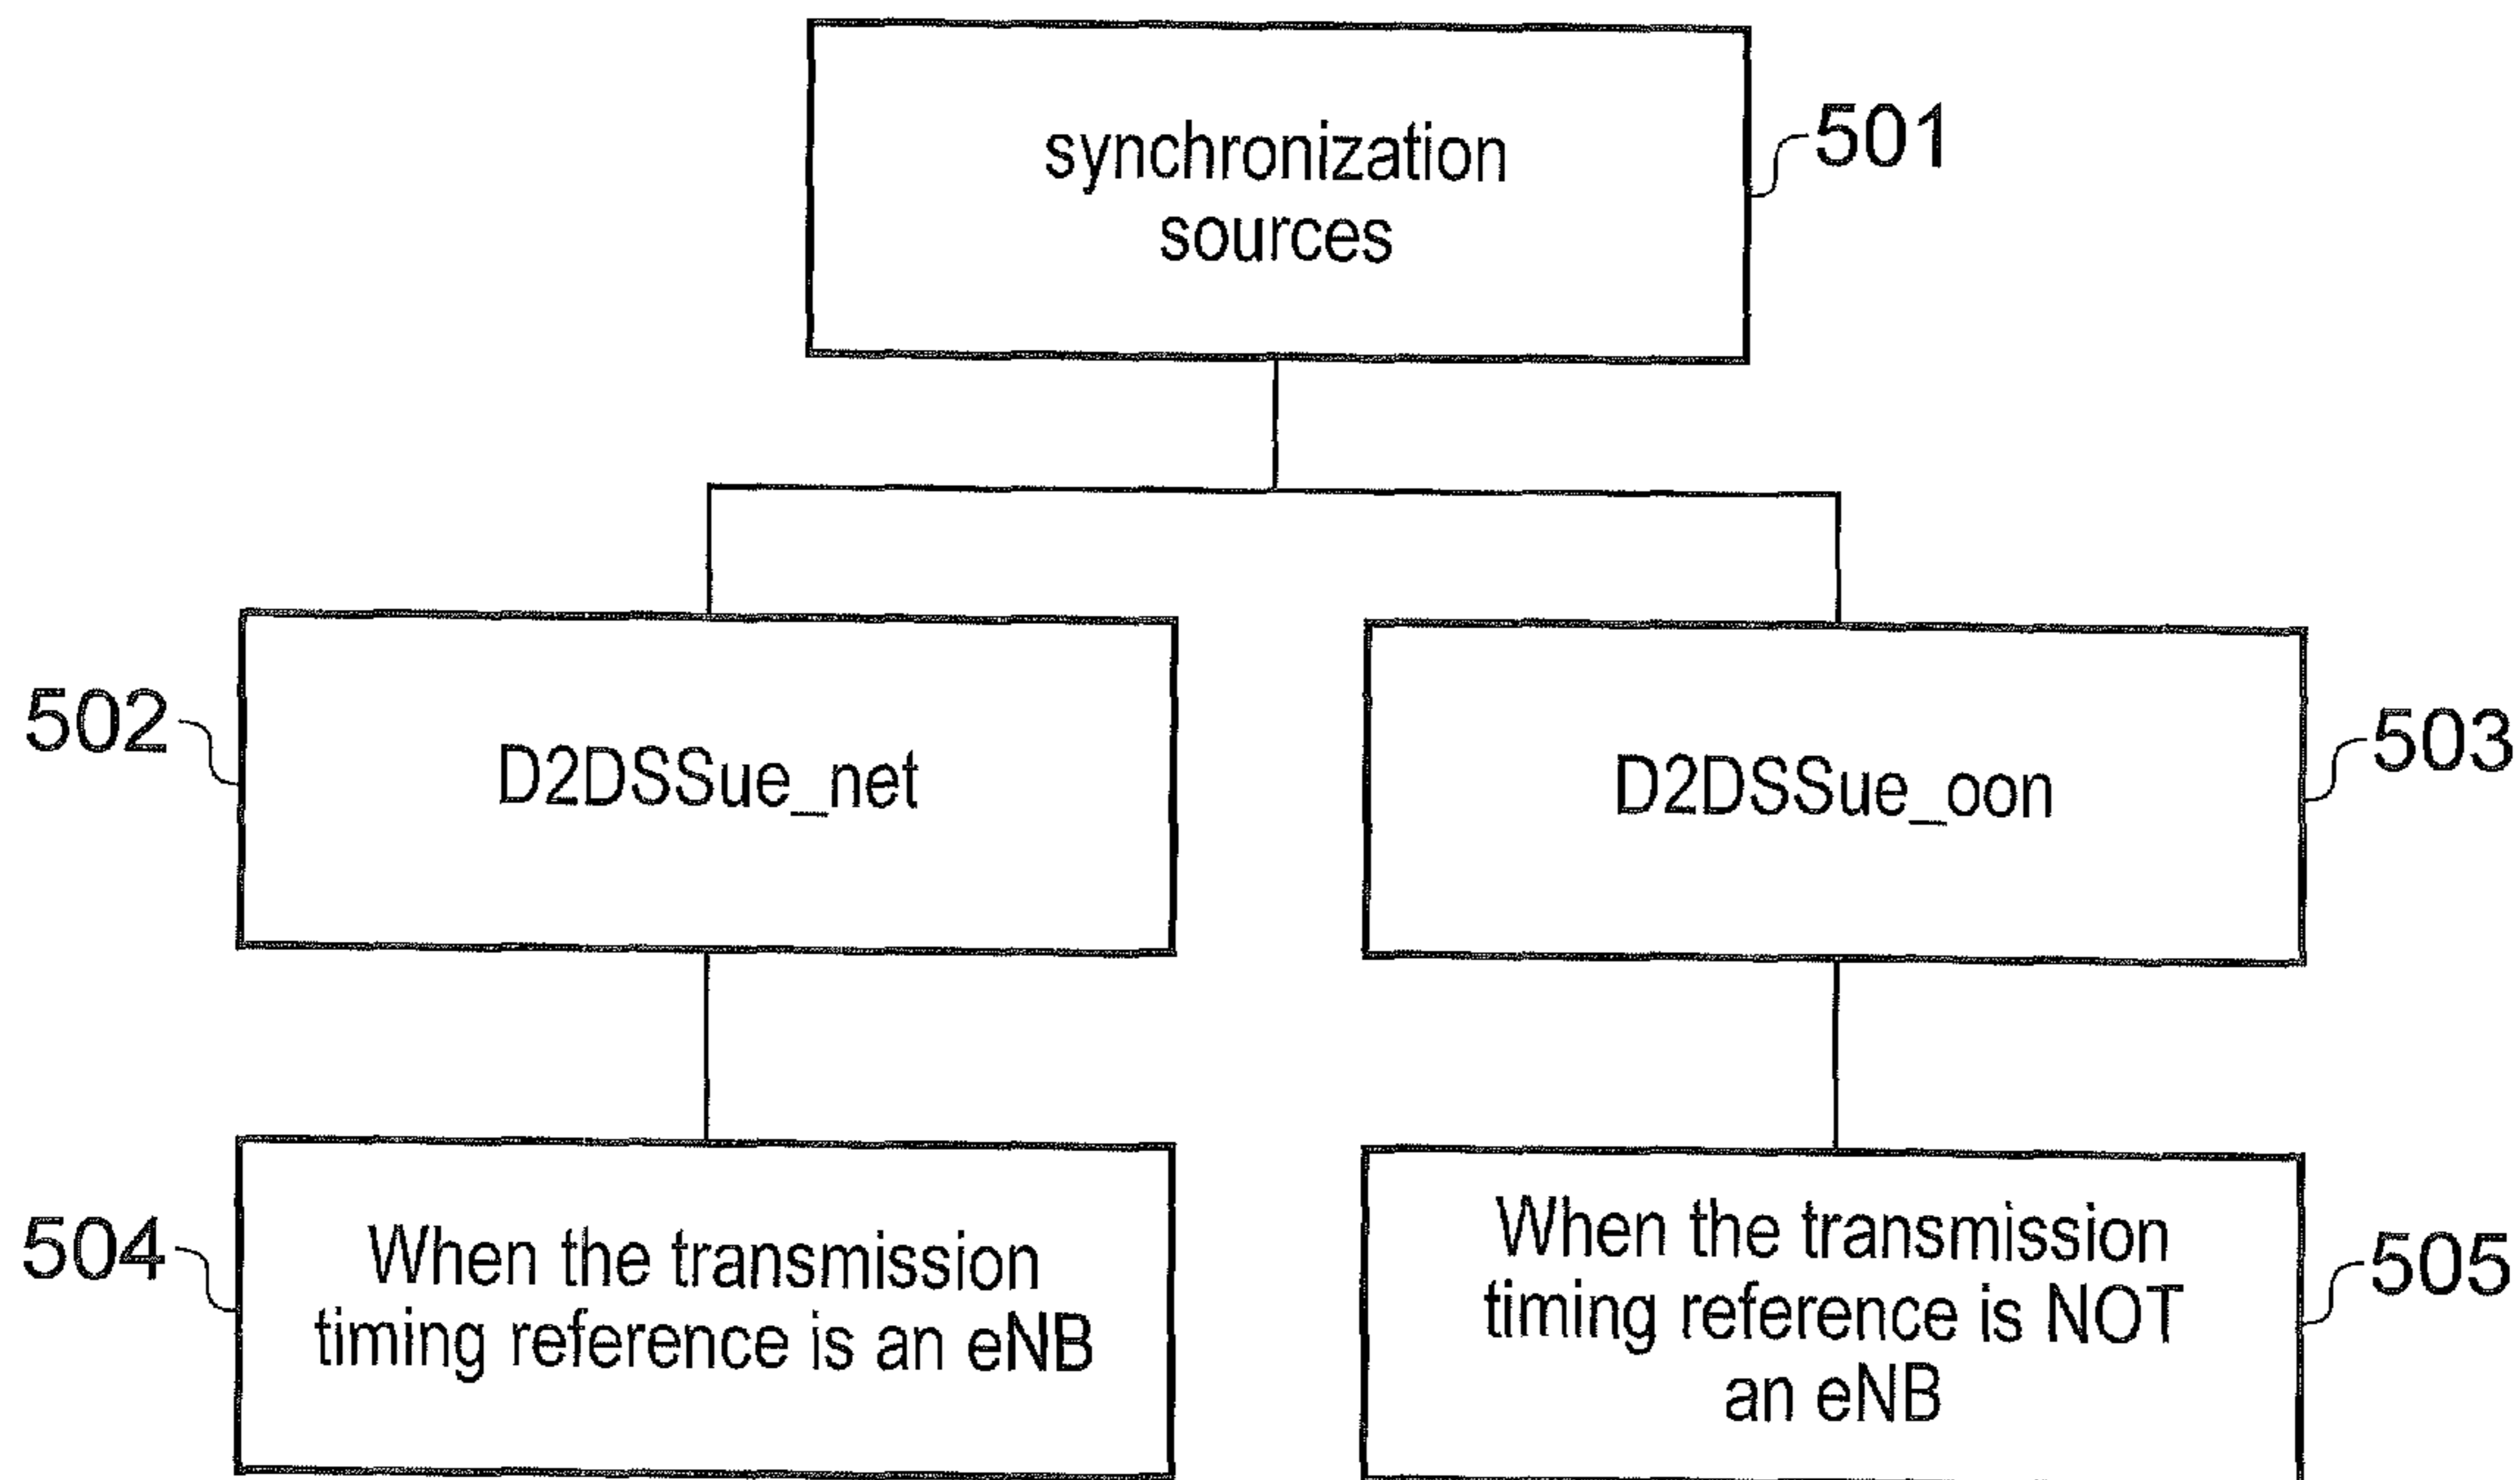 synchronization
sources
501
502
D2DSSue_net
D2DSSue_oon
503
504
When the transmission
timing reference is an eNB
When the transmission
timing reference is NOT
an eNB
505